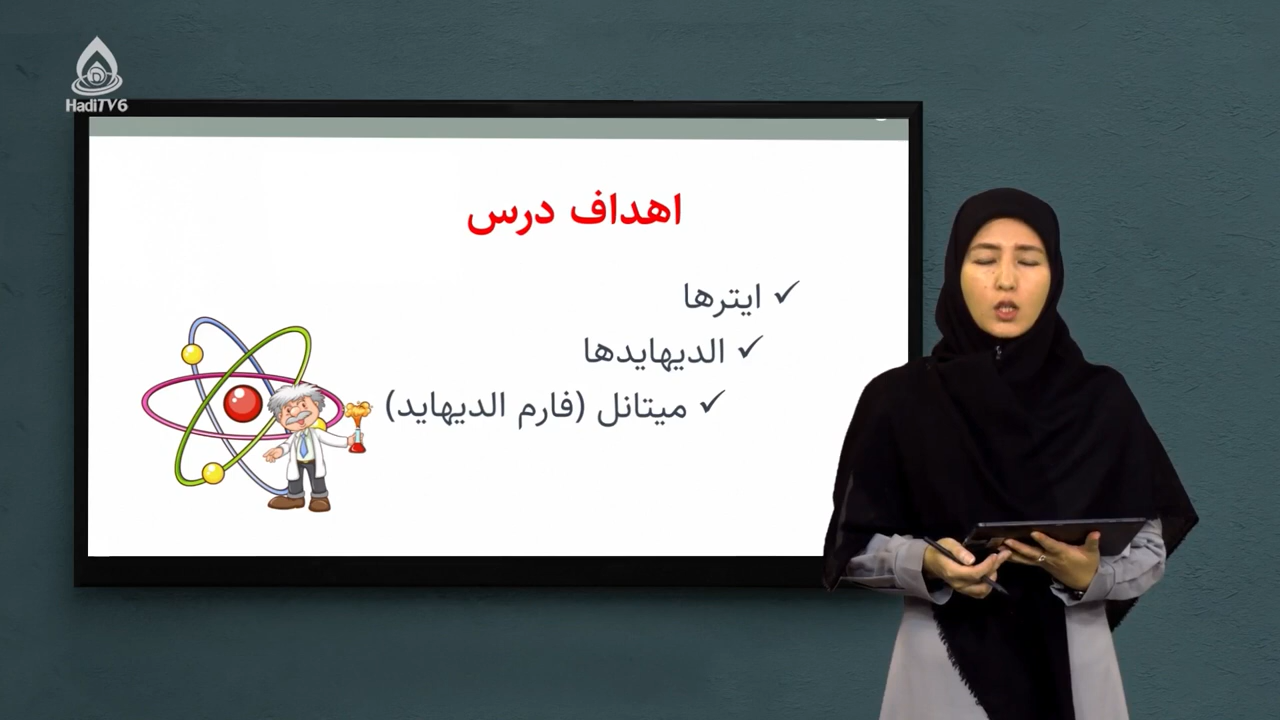 HadiTV6
اهداف درس
✓ ایترها
✓ الدیهایدها
✓ میتانل (فارم الدیهاید)